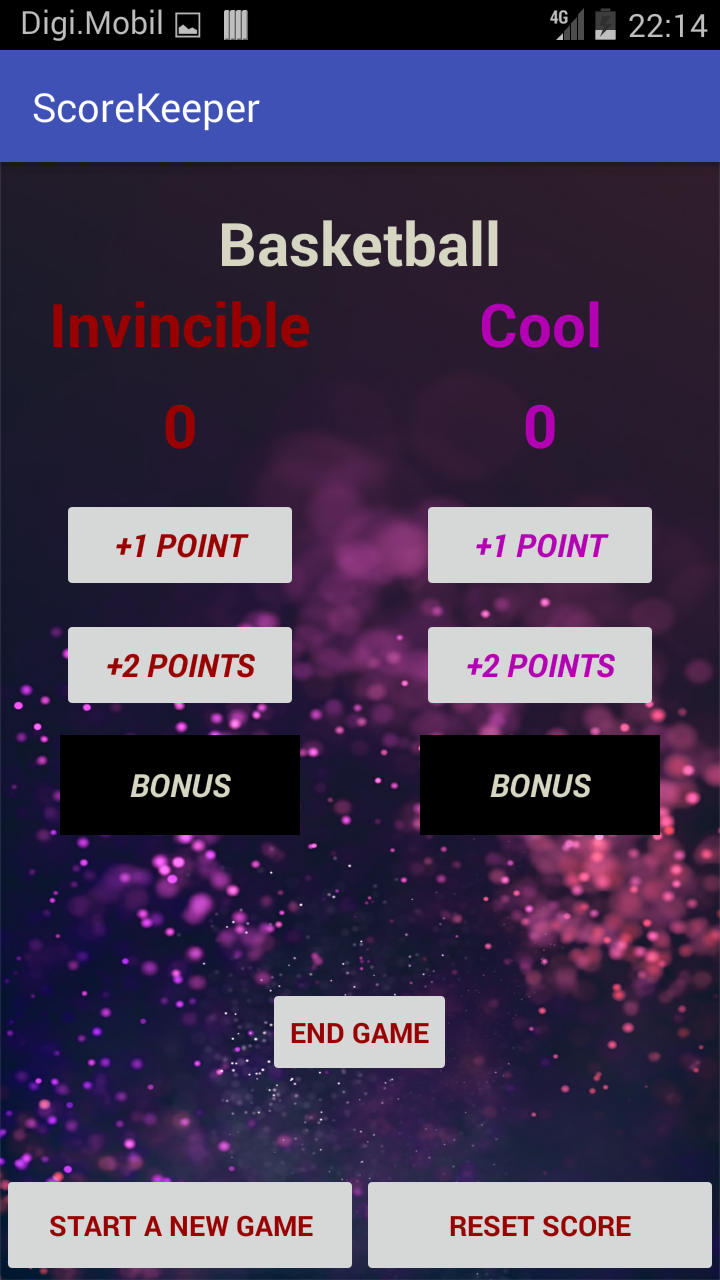 Digi.Mobil 4G 22:14
ScoreKeeper
Basketball
Invincible Cool
0 0
+1 POINT +1 POINT
+2 POINTS +2 POINTS
BONUS BONUS
END GAME
START A NEW GAME RESET SCORE